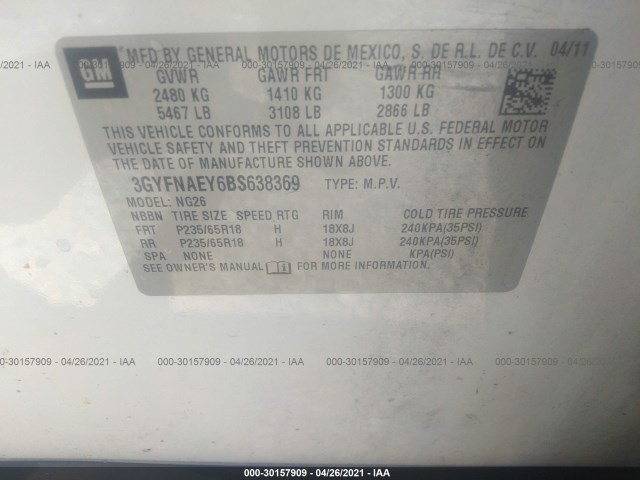 GM
MFD BY GENERAL MOTORS DE MEXICO, S. DE R.L. DE C.V. 04/11
GVWR GAWR FRT GAWR RR
2480 KG 1410 KG 1300 KG
5467 LB 3108 LB 2866 LB
THIS VEHICLE CONFORMS TO ALL APPLICABLE U.S. FEDERAL MOTOR
VEHICLE SAFETY AND THEFT PREVENTION STANDARDS IN EFFECT ON
THE DATE OF MANUFACTURE SHOWN ABOVE.
3GYFNAEY6BS638369 TYPE: M.P.V.
MODEL: NG26
NBBN TIRE SIZE SPEED RTG RIM COLD TIRE PRESSURE
FRT P235/65R18 H 18X8J 240KPA(35PSI)
RR P235/65R18 H 18X8J 240KPA(35PSI)
SPA NONE NONE KPA(PSI)
SEE OWNER'S MANUAL FOR MORE INFORMATION.
000-30157909 - 04/26/2021 - IAA